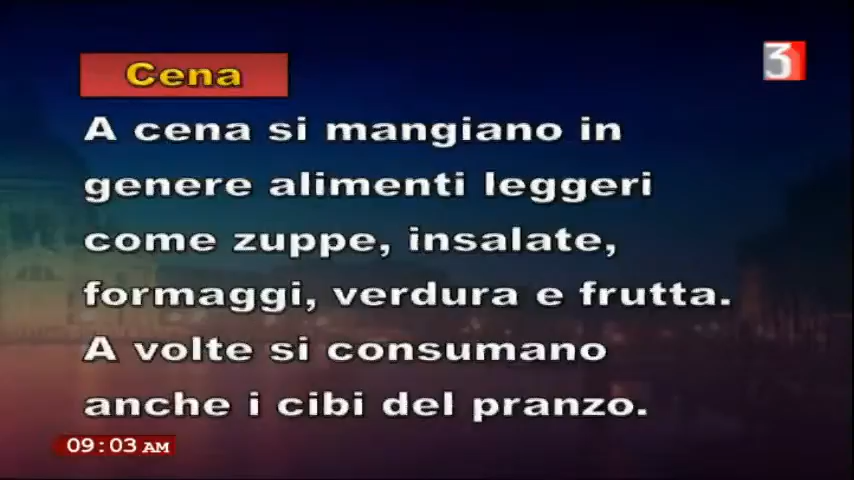 Cena
3
A cena si mangiano in
genere alimenti leggeri
come zuppe, insalate,
formaggi, verdura e frutta.
A volte si consumano
anche i cibi del pranzo.
09:03 AM